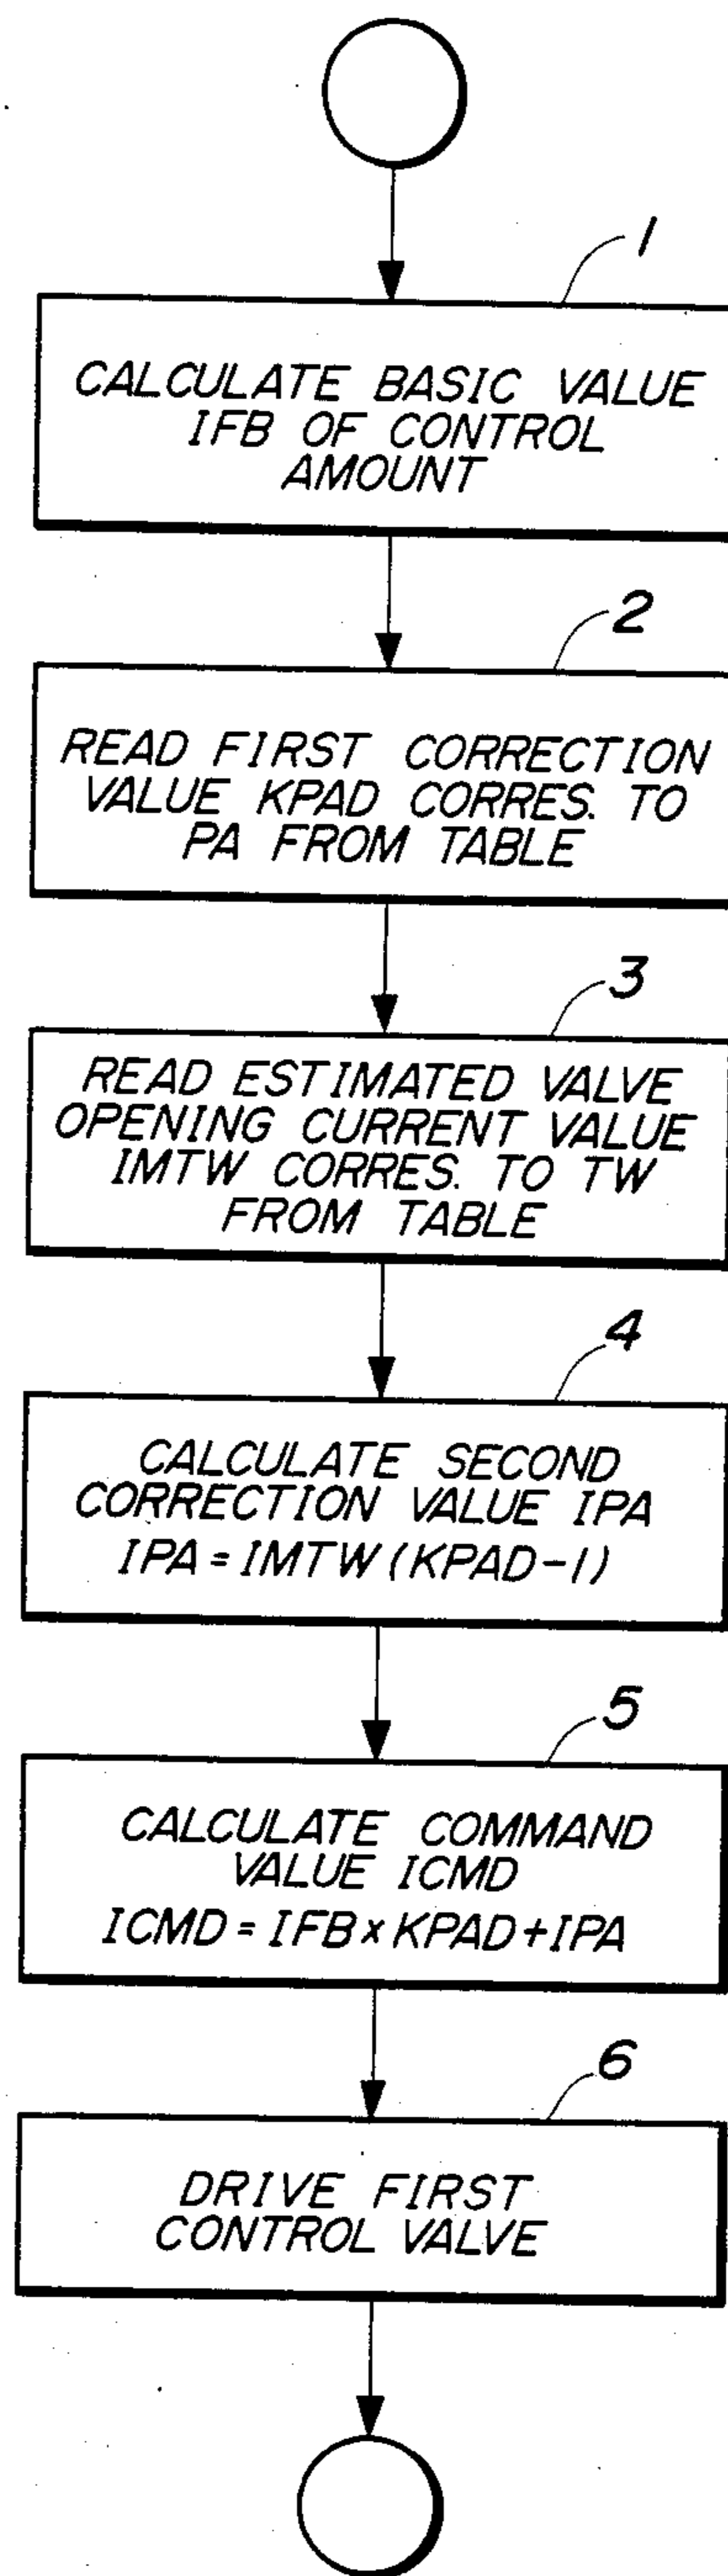 1
CALCULATE BASIC VALUE
IFB OF CONTROL
AMOUNT
2
READ FIRST CORRECTION
VALUE KPAD CORRES. TO
PA FROM TABLE
3
READ ESTIMATED VALVE
OPENING CURRENT VALUE
IMTW CORRES. TO TW
FROM TABLE
4
CALCULATE SECOND
CORRECTION VALUE IPA
IPA = IMTW (KPAD-1)
5
CALCULATE COMMAND
VALUE ICMD
ICMD = IFB × KPAD + IPA
6
DRIVE FIRST
CONTROL VALVE